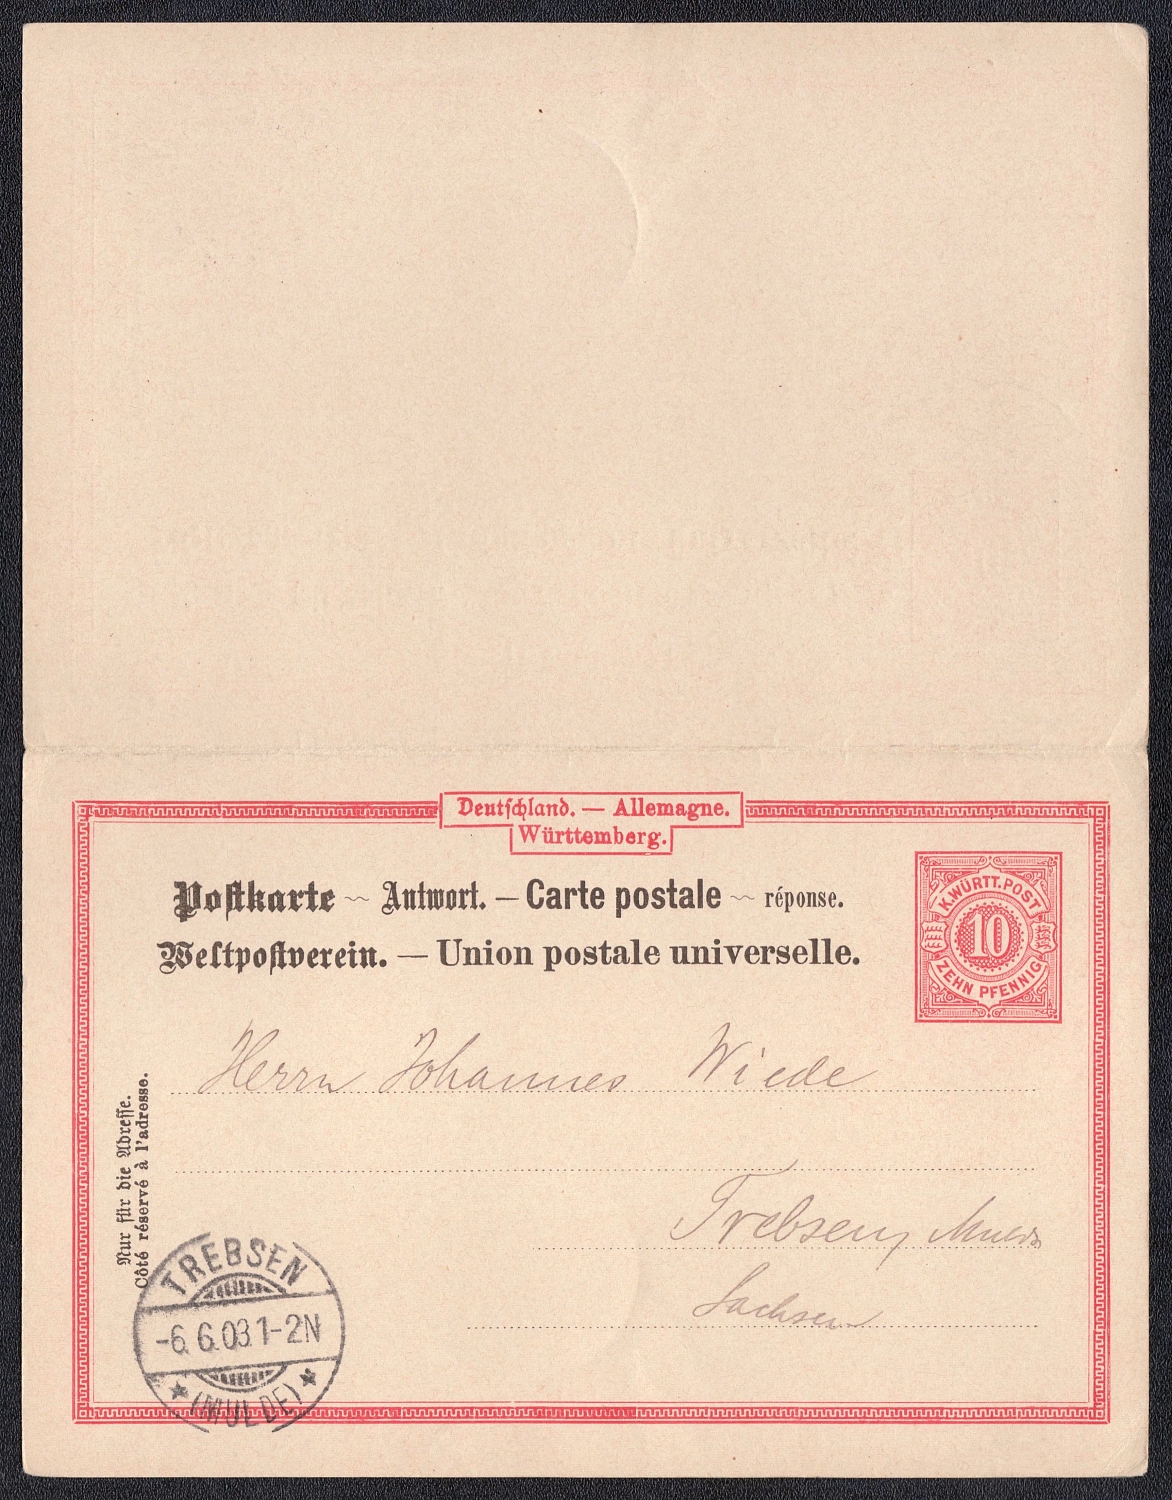 Deutschland. — Allemagne.
Württemberg.
Postkarte ~ Antwort. — Carte postale ~ réponse.
Weltpostverein. — Union postale universelle.
K. WÜRTT. POST
10
ZEHN PFENNIG
Herrn Johannes Wiede
Trebsen, Mulde
Sachsen
Nur für die Adresse.
Côté réservé à l'adresse.
TREBSEN
-6.6.03.1-2N
(MULDE)